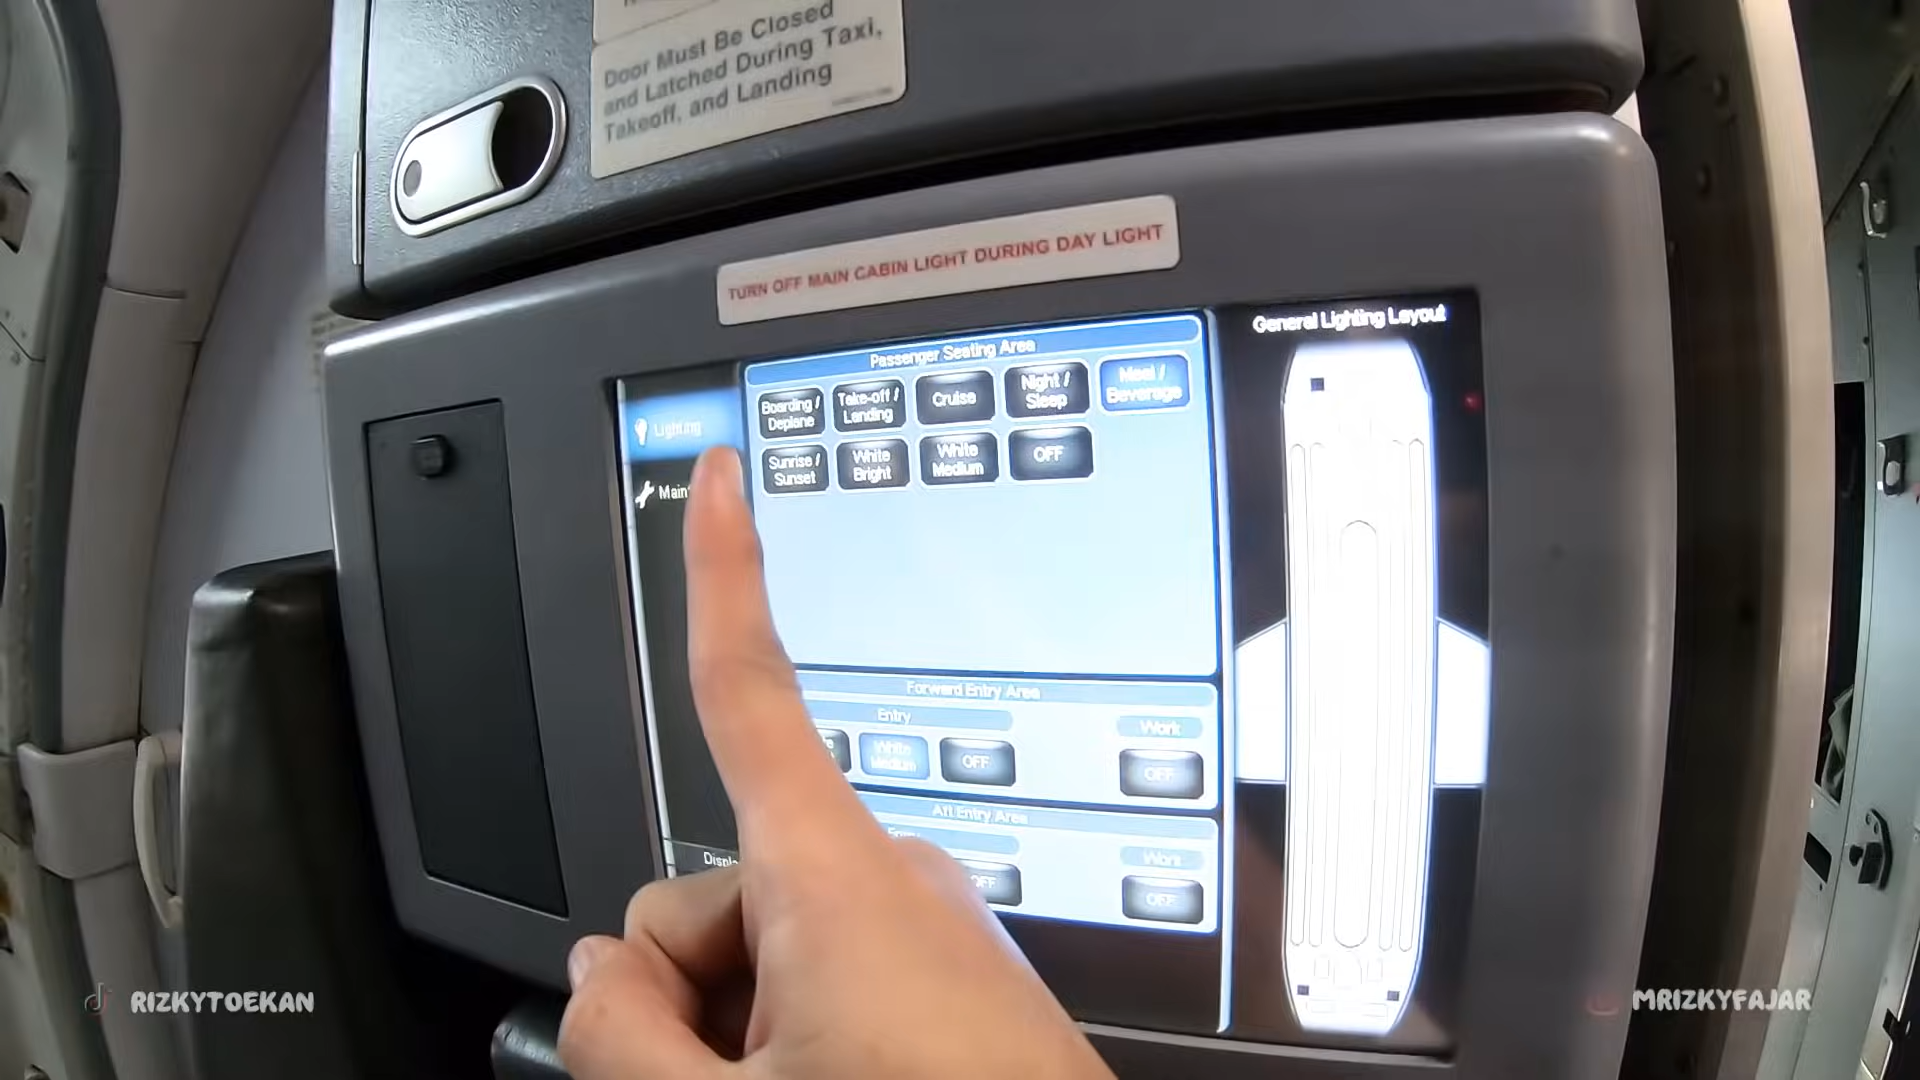 Door Must Be Closed
and Latched During Taxi,
Takeoff, and Landing
TURN OFF MAIN CABIN LIGHT DURING DAY LIGHT
General Lighting Layout
Passenger Seating Area
Lighting
Boarding /
Deplane
Take-off /
Landing
Cruise
Night /
Sleep
Meal /
Beverage
Sunrise /
Sunset
White
Bright
White
Medium
OFF
Forward Entry Area
Entry
Work
White
Medium
OFF
OFF
Aft Entry Area
Entry
Work
OFF
OFF
RIZKYTOEKAN
MRIZKYFAJAR